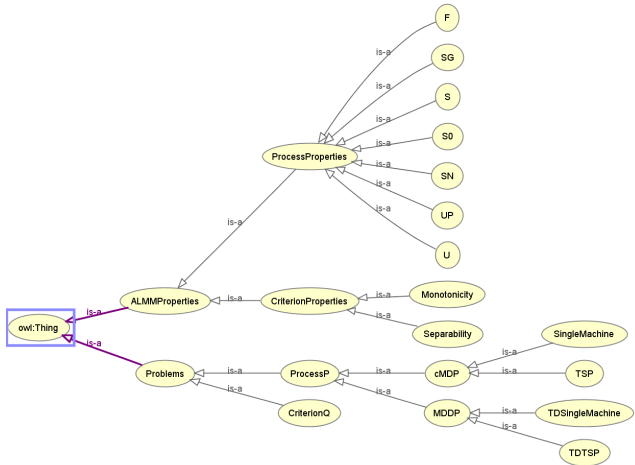 F
is-a
SG
is-a
S
is-a
S0
is-a
ProcessProperties
SN
is-a
UP
is-a
is-a
is-a
U
ALMMProperties
is-a
CriterionProperties
is-a
Monotonicity
is-a
is-a
owl:Thing
Separability
SingleMachine
is-a
is-a
Problems
is-a
ProcessP
is-a
cMDP
is-a
TSP
is-a
is-a
CriterionQ
MDDP
is-a
TDSingleMachine
is-a
TDTSP